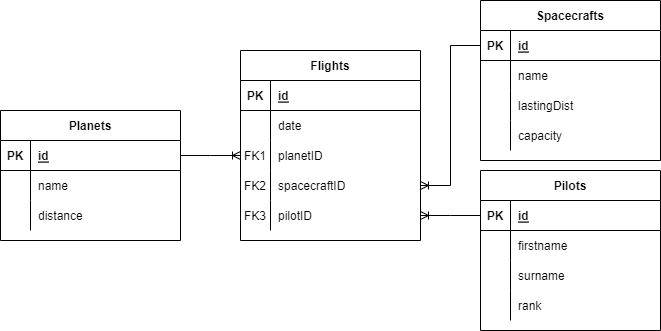 Planets
PK id
name
distance
Flights
PK id
date
FK1 planetID
FK2 spacecraftID
FK3 pilotID
Spacecrafts
PK id
name
lastingDist
capacity
Pilots
PK id
firstname
surname
rank